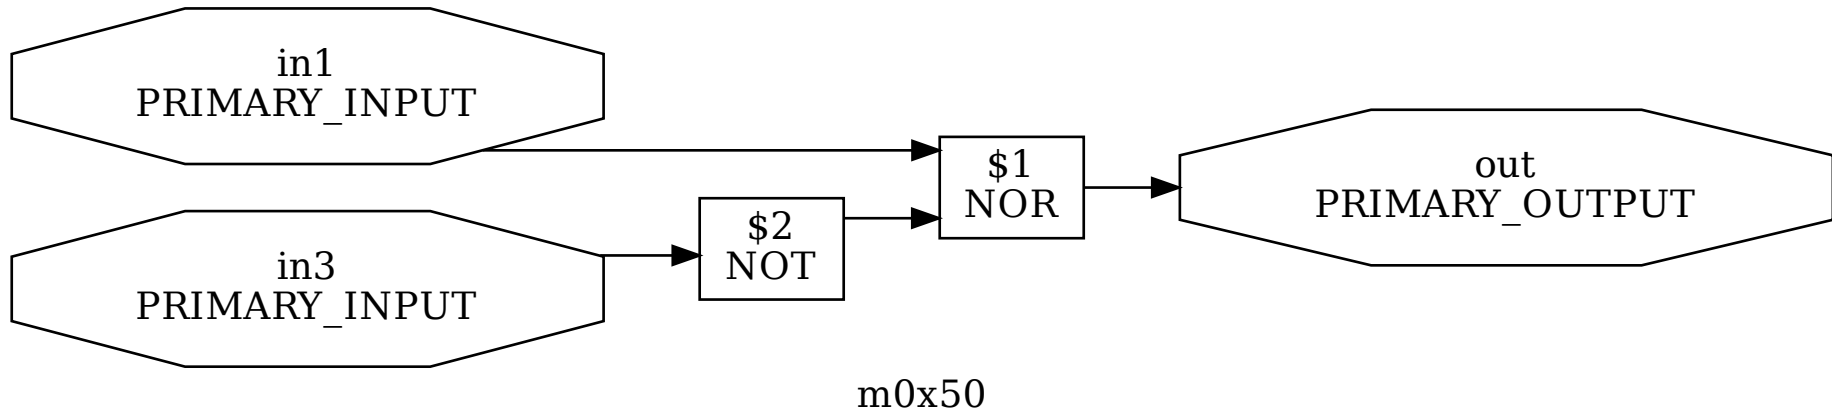 in1
PRIMARY_INPUT
in3
PRIMARY_INPUT
$2
NOT
$1
NOR
out
PRIMARY_OUTPUT
m0x50